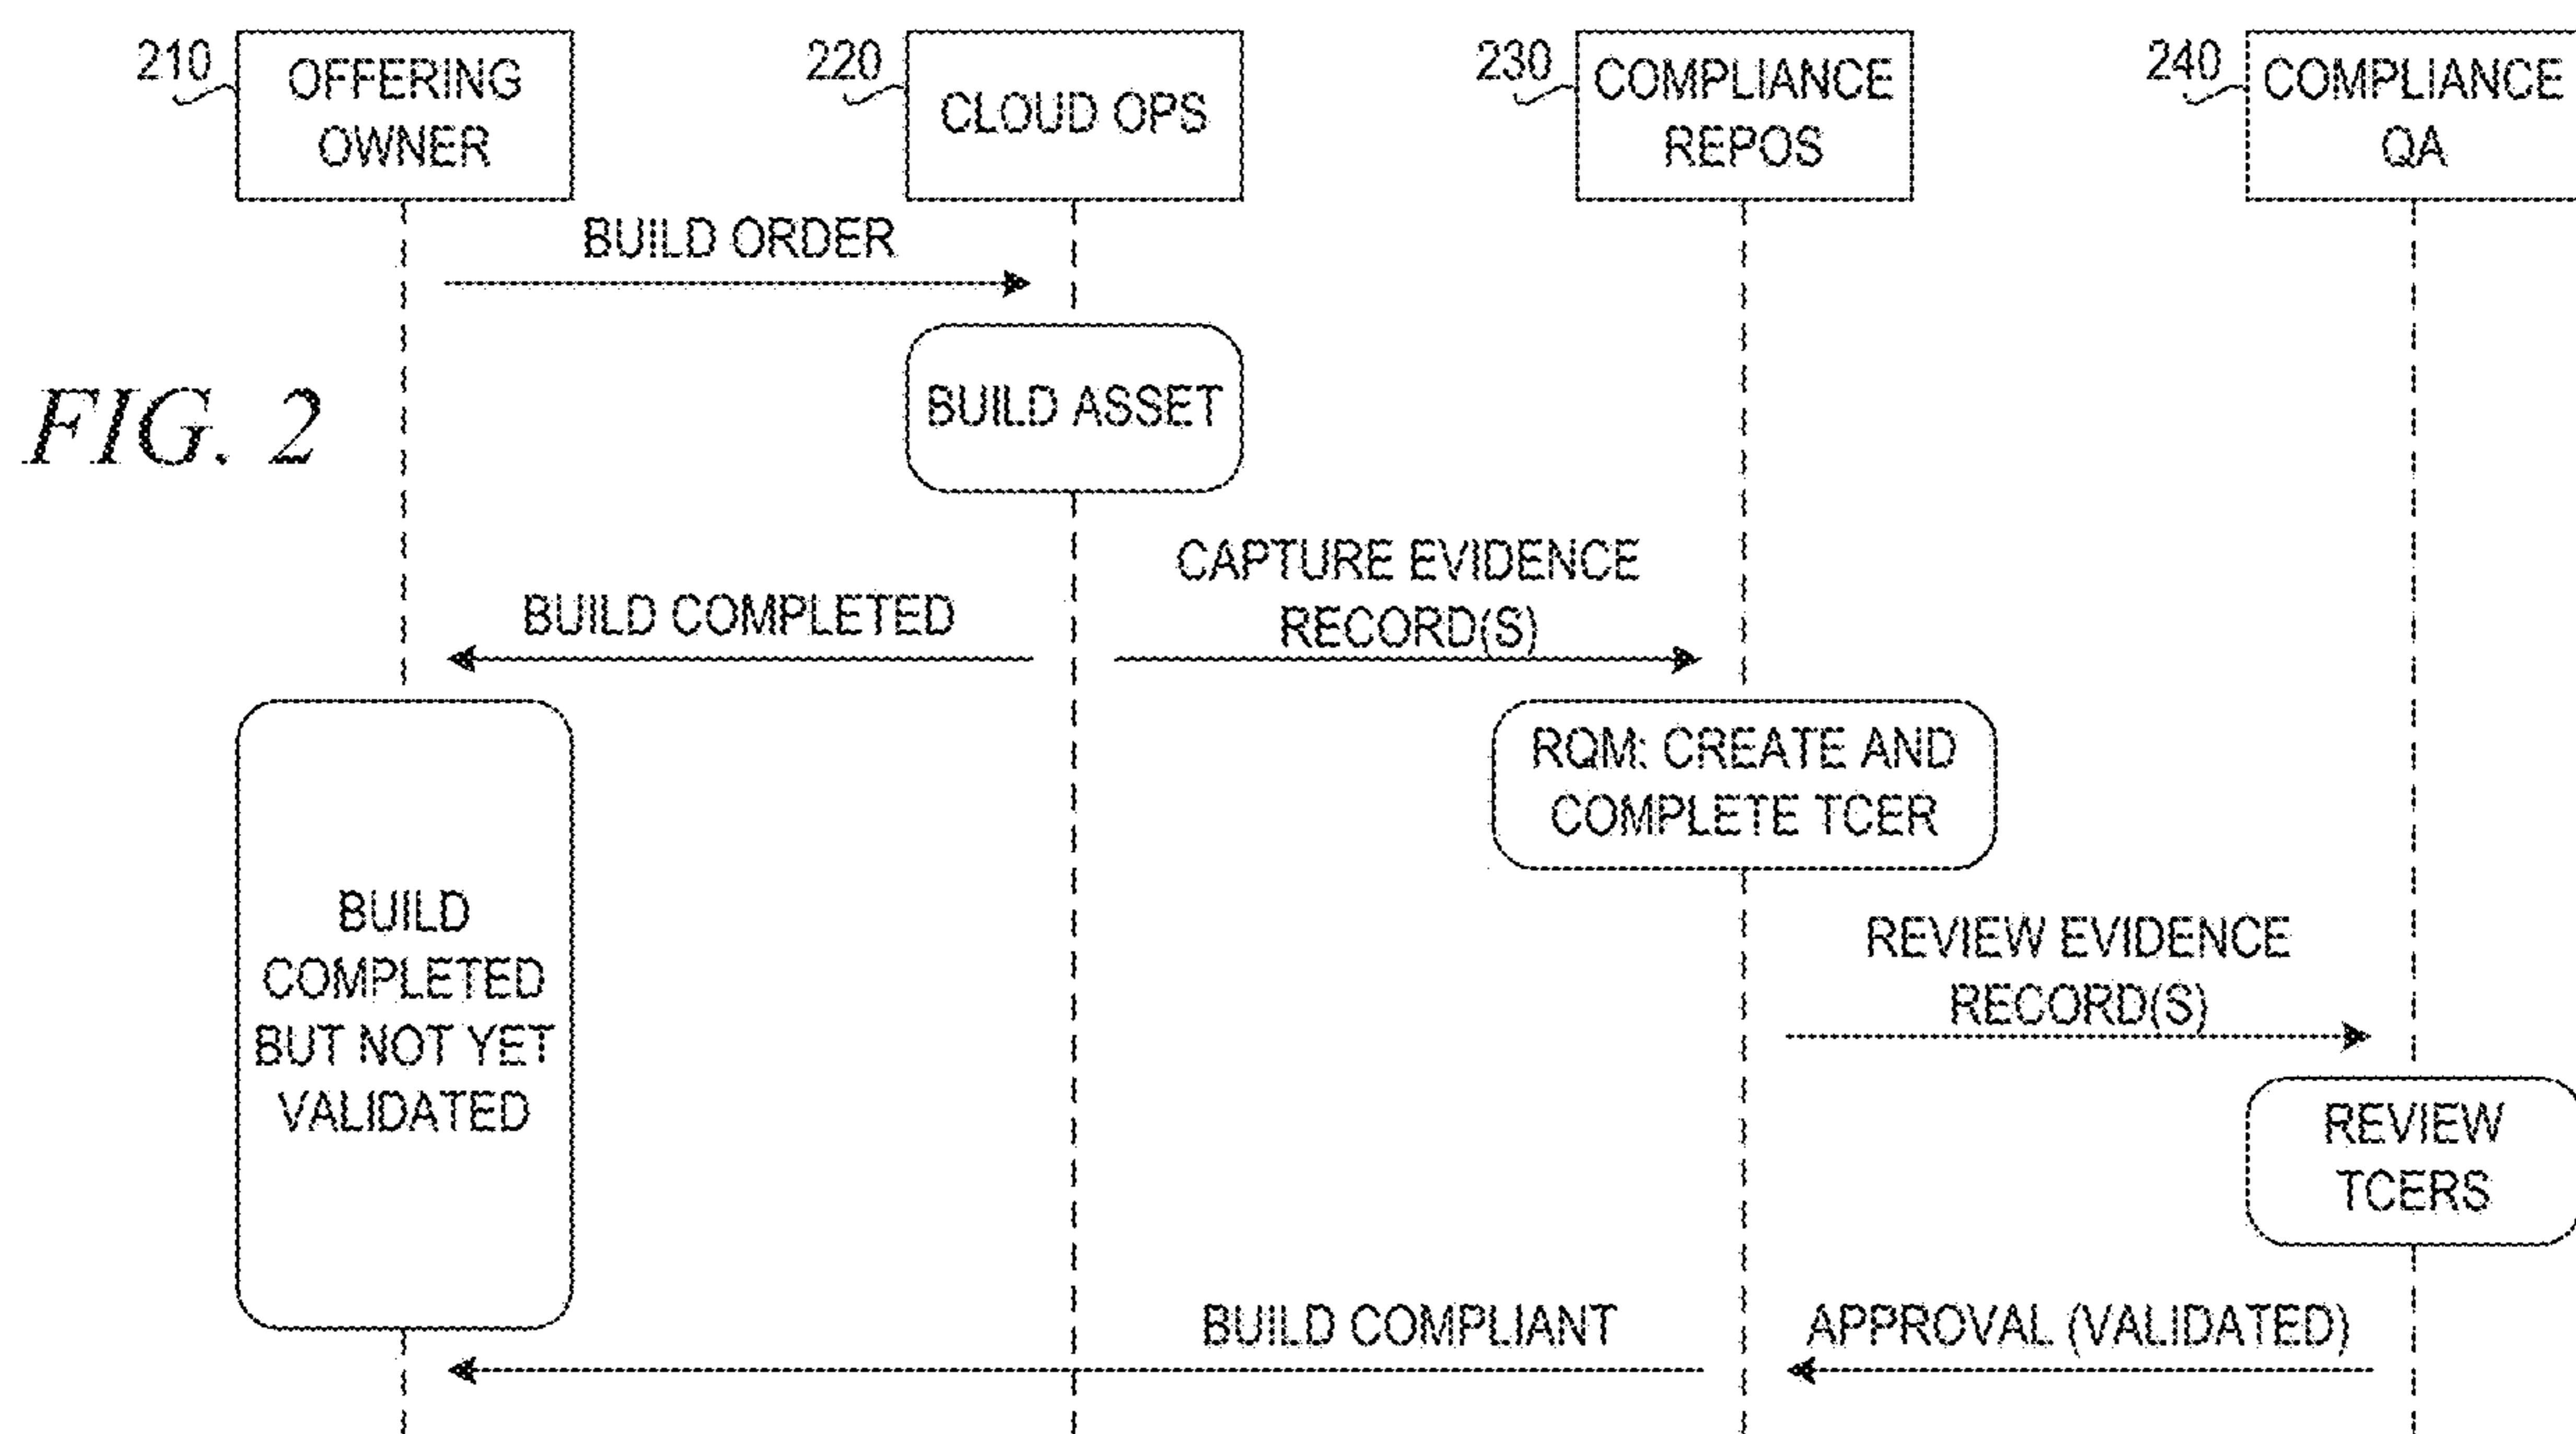 210
OFFERING
OWNER
220
CLOUD OPS
230
COMPLIANCE
REPOS
240
COMPLIANCE
QA
BUILD ORDER
FIG. 2
BUILD ASSET
BUILD COMPLETED
CAPTURE EVIDENCE
RECORD(S)
RQM: CREATE AND
COMPLETE TCER
BUILD
COMPLETED
BUT NOT YET
VALIDATED
REVIEW EVIDENCE
RECORD(S)
REVIEW
TCERS
BUILD COMPLIANT
APPROVAL (VALIDATED)